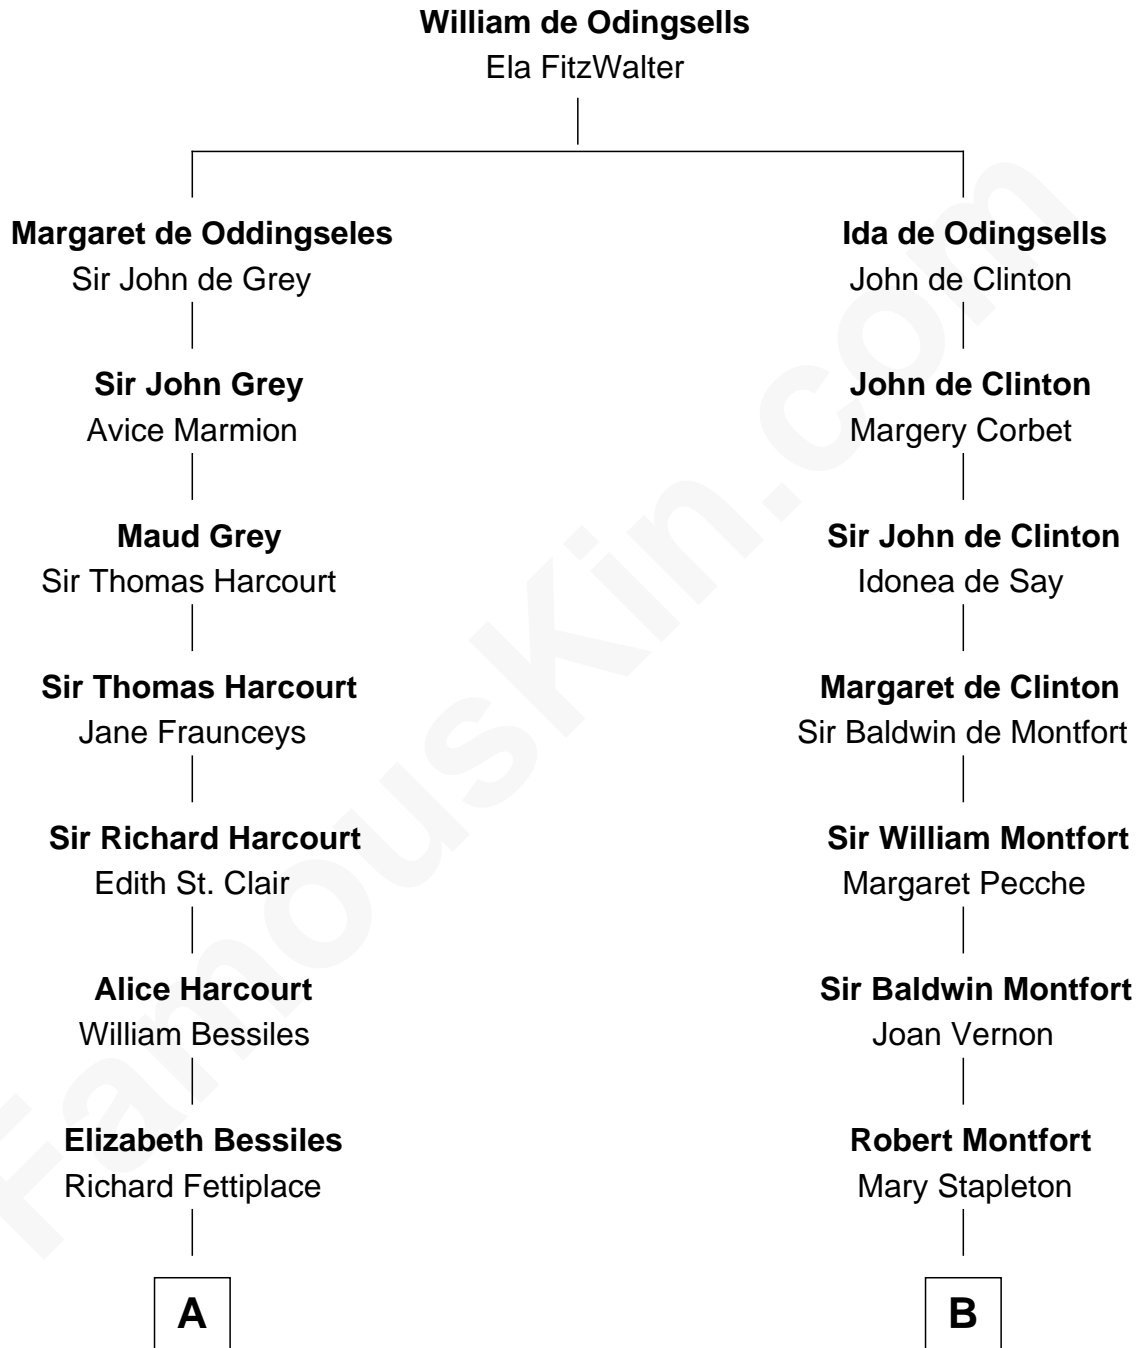 William de Odingsells
Ela FitzWalter
Margaret de Oddingseles
Sir John de Grey
Ida de Odingsells
John de Clinton
Sir John Grey
Avice Marmion
John de Clinton
Margery Corbet
Maud Grey
Sir Thomas Harcourt
Sir John de Clinton
Idonea de Say
Sir Thomas Harcourt
Jane Fraunceys
Margaret de Clinton
Sir Baldwin de Montfort
Sir Richard Harcourt
Edith St. Clair
Sir William Montfort
Margaret Pecche
Alice Harcourt
William Bessiles
Sir Baldwin Montfort
Joan Vernon
Elizabeth Bessiles
Richard Fettiplace
Robert Montfort
Mary Stapleton
A
B
FamousKin.com